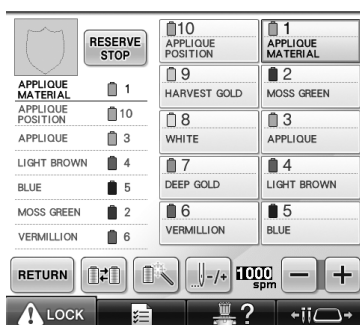 RESERVE
STOP
APPLIQUE
MATERIAL 1
APPLIQUE
POSITION 10
APPLIQUE 3
LIGHT BROWN 4
BLUE 5
MOSS GREEN 2
VERMILLION 6
10
APPLIQUE
POSITION
1
APPLIQUE
MATERIAL
9
HARVEST GOLD
2
MOSS GREEN
8
WHITE
3
APPLIQUE
7
DEEP GOLD
4
LIGHT BROWN
6
VERMILLION
5
BLUE
RETURN
-/+
1000
spm
- +
LOCK
?